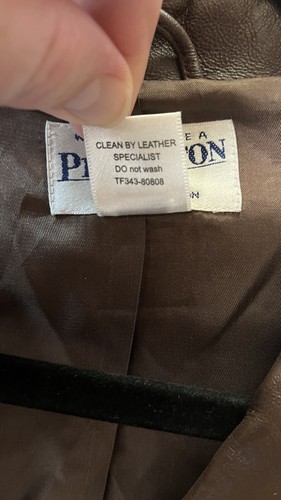 E A
CLEAN BY LEATHER
SPECIALIST
DO not wash
TF343-80808